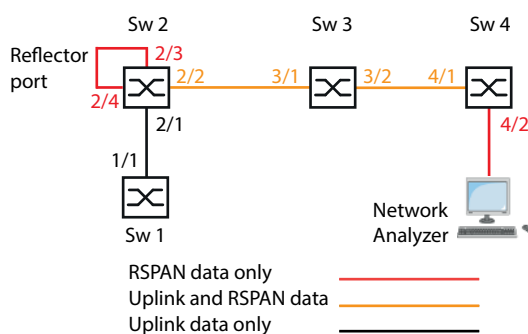 Sw 2
Sw 3
Sw 4
Reflector
port
2/3
2/4
2/2
3/1
3/2
4/1
2/1
4/2
1/1
Sw 1
Network
Analyzer
RSPAN data only
Uplink and RSPAN data
Uplink data only